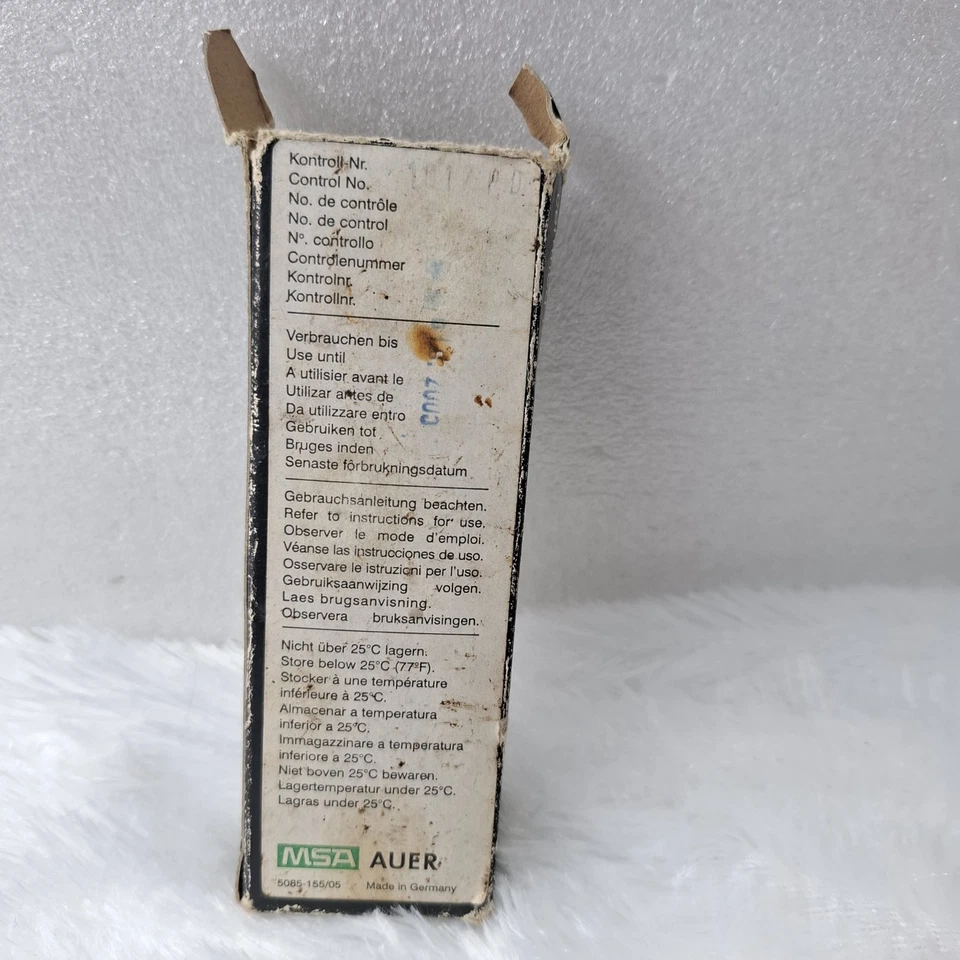 Kontroll-Nr.
Control No.
No. de contrôle
No. de control
N°. controllo
Controlenummer
Kontrolnr.
Kontrollnr.
Verbrauchen bis
Use until
A utilisier avant le
Utilizar antes de
Da utilizzare entro
Gebruiken tot
Bruges inden
Senaste förbrukningsdatum
Gebrauchsanleitung beachten.
Refer to instructions for use.
Observer le mode d'emploi.
Véanse las instrucciones de uso.
Osservare le istruzioni per l'uso.
Gebruiksaanwijzing volgen.
Laes brugsanvisning.
Observera bruksanvisingen.
Nicht über 25°C lagern.
Store below 25°C (77°F).
Stocker à une température
inférieure à 25°C.
Almacenar a temperatura
inferior a 25°C.
Immagazzinare a temperatura
inferiore a 25°C.
Niet boven 25°C bewaren.
Lagertemperatur under 25°C.
Lagras under 25°C.
MSA AUER
5085-155/05 Made in Germany